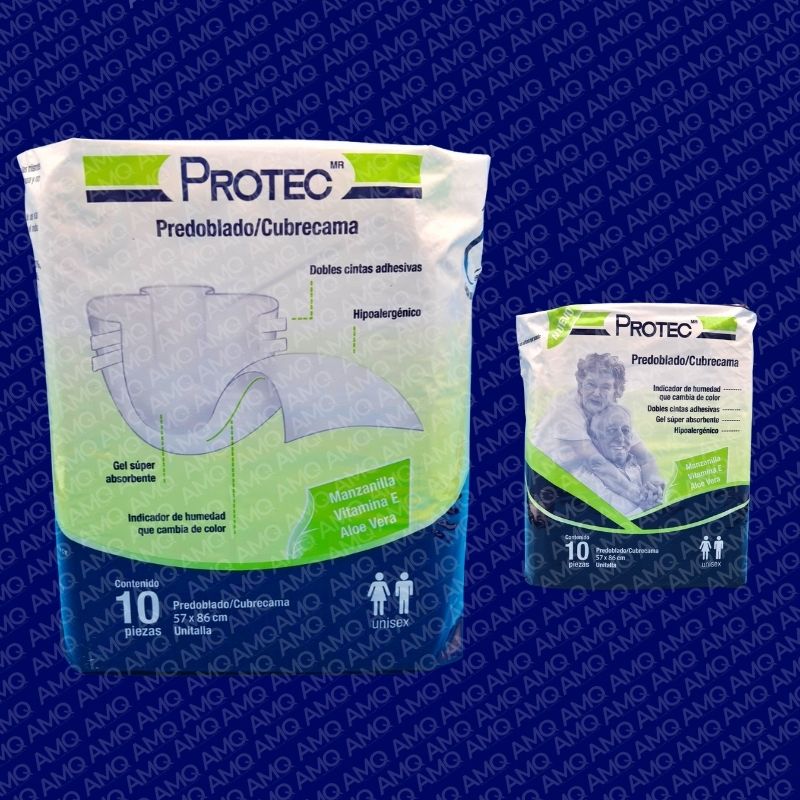 PROTEC MR
Predoblado/Cubrecama
Dobles cintas adhesivas
Hipoalergénico
Gel súper
absorbente
Manzanilla
Vitamina E
Aloe Vera
Indicador de humedad
que cambia de color
Contenido
10
piezas
Predoblado/Cubrecama
57 x 86 cm
Unitalla
unisex
NUEVO
PROTEC MR
Predoblado/Cubrecama
Indicador de humedad
que cambia de color
Dobles cintas adhesivas
Gel súper absorbente
Hipoalergénico
Manzanilla
Vitamina E
Aloe Vera
Contenido
10
piezas
Predoblado/Cubrecama
57 x 86 cm
Unitalla
unisex
AMQ